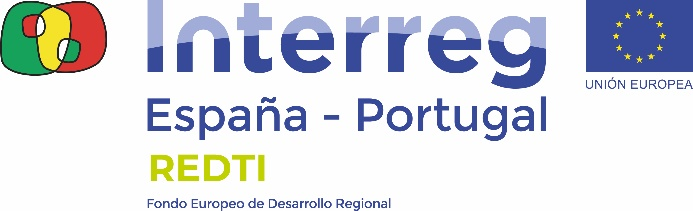 Interreg
UNIÓN EUROPEA
España - Portugal
REDTI
Fondo Europeo de Desarrollo Regional